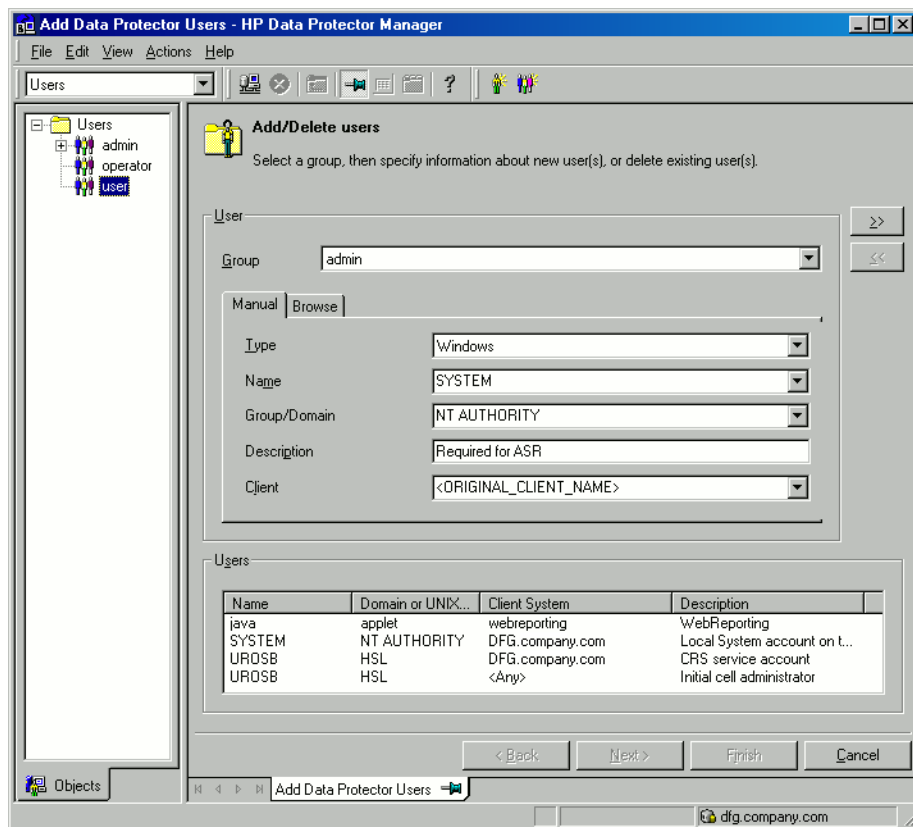 Add Data Protector Users - HP Data Protector Manager
File Edit View Actions Help
Users
Users
admin
operator
user
Add/Delete users
Select a group, then specify information about new user(s), or delete existing user(s).
User
>>
<<
Group admin
Manual Browse
Type Windows
Name SYSTEM
Group/Domain NT AUTHORITY
Description Required for ASR
Client <ORIGINAL_CLIENT_NAME>
Users
Name Domain or UNIX... Client System Description
java applet webreporting WebReporting
SYSTEM NT AUTHORITY DFG.company.com Local System account on t...
UROSB HSL DFG.company.com CRS service account
UROSB HSL <Any> Initial cell administrator
< Back Next > Finish Cancel
Objects
Add Data Protector Users
dfg.company.com